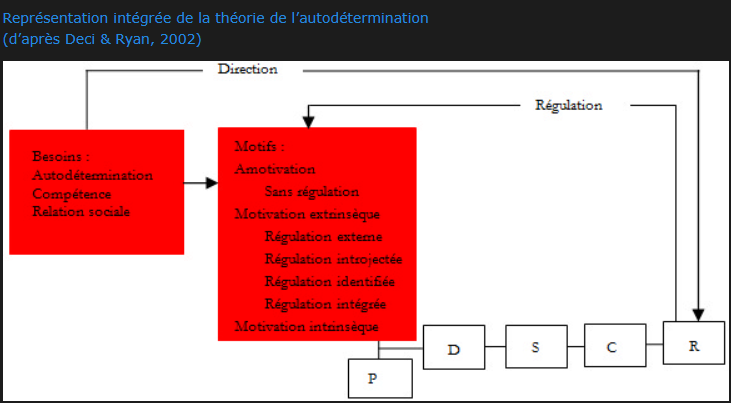 Représentation intégrée de la théorie de l’autodétermination
(d’après Deci & Ryan, 2002)
Direction
Régulation
Besoins :
Autodétermination
Compétence
Relation sociale
Motifs :
Amotivation
Sans régulation
Motivation extrinsèque
Régulation externe
Régulation introjectée
Régulation identifiée
Régulation intégrée
Motivation intrinsèque
P
D
S
C
R